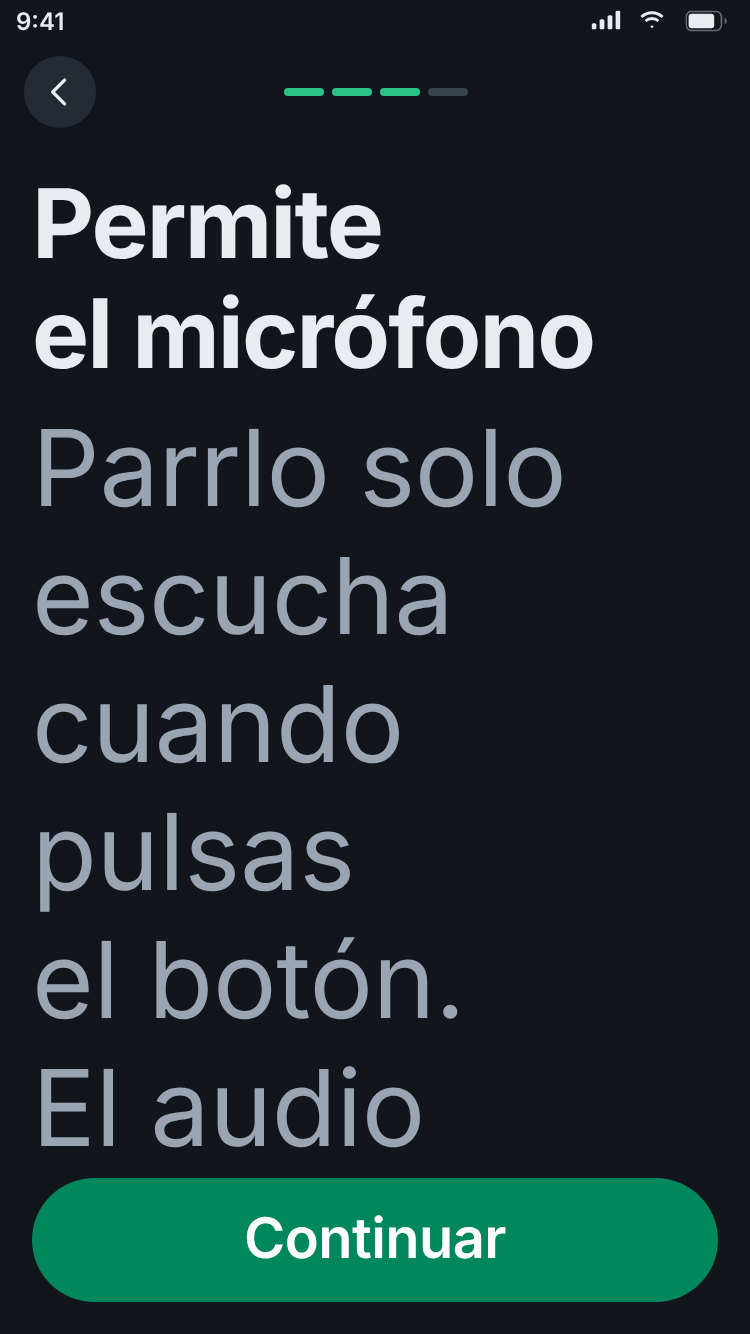 9:41
Permite
el micrófono
Parrlo solo
escucha
cuando
pulsas
el botón.
El audio
Continuar